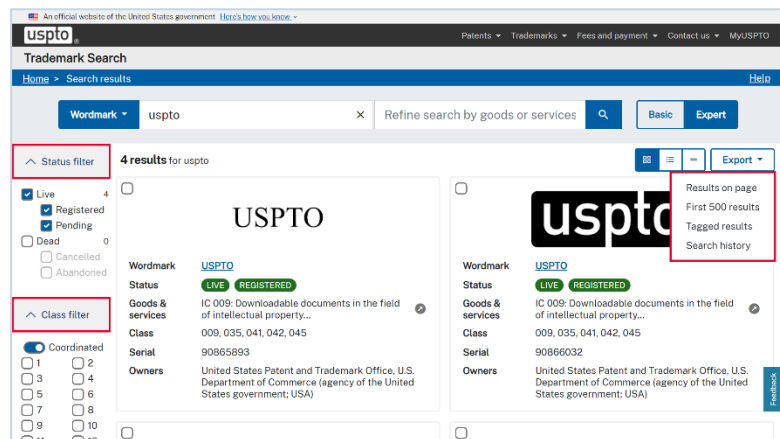 An official website of the United States government Here's how you know.
uspto®
Patents Trademarks Fees and payment Contact us MyUSPTO
Trademark Search
Home > Search results
Help
Wordmark uspto × Refine search by goods or services Basic Expert
Status filter
4 results for uspto
Export
Results on page
First 500 results
Tagged results
Search history
Live 4
Registered
Pending
Dead 0
Cancelled
Abandoned
Class filter
Coordinated
1 2
3 4
5 6
7 8
9 10
USPTO
Wordmark USPTO
Status LIVE REGISTERED
Goods & services IC 009: Downloadable documents in the field
of intellectual property...
Class 009, 035, 041, 042, 045
Serial 90865893
Owners United States Patent and Trademark Office, U.S.
Department of Commerce (agency of the United
States government; USA)
uspto
Wordmark USPTO
Status LIVE REGISTERED
Goods & services IC 009: Downloadable documents in the field
of intellectual property...
Class 009, 035, 041, 042, 045
Serial 90866032
Owners United States Patent and Trademark Office, U.S.
Department of Commerce (agency of the United
States government; USA)
Feedback